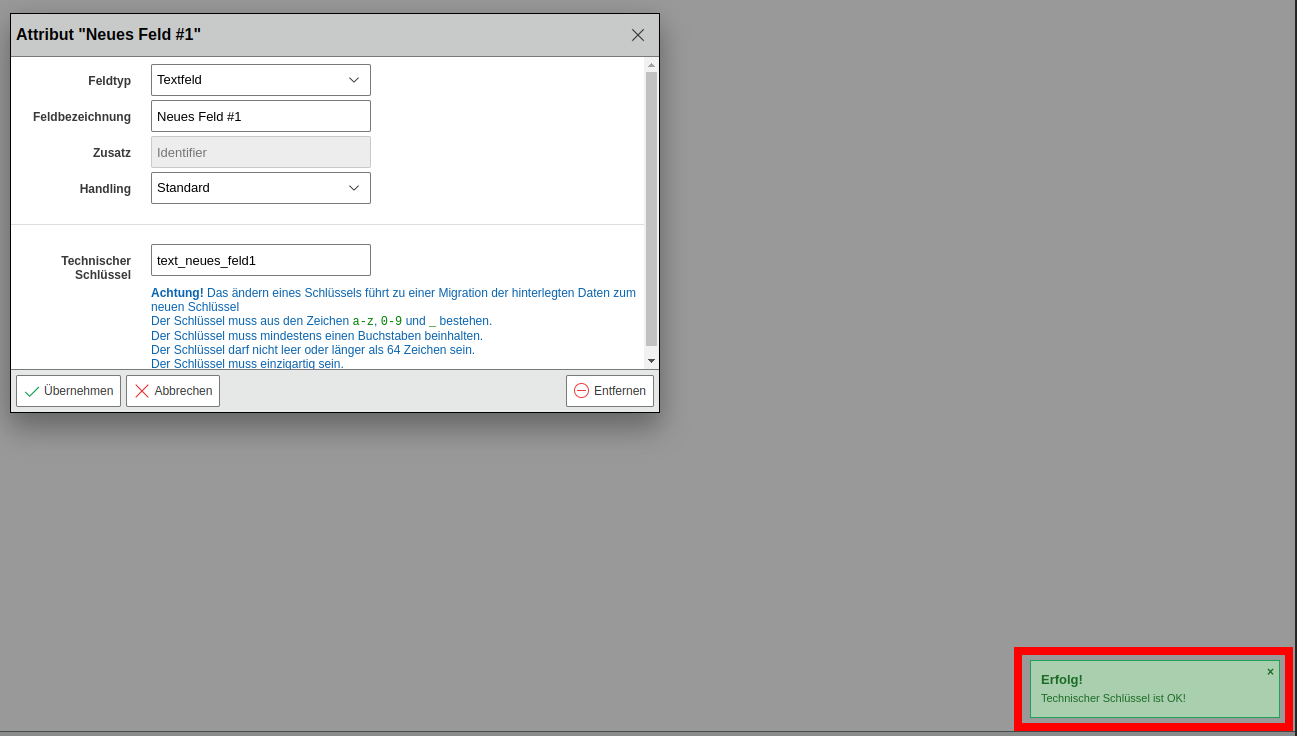 Attribut "Neues Feld #1"
Feldtyp
Textfeld
Feldbezeichnung
Neues Feld #1
Zusatz
Identifier
Handling
Standard
Technischer
Schlüssel
text_neues_feld1
Achtung! Das ändern eines Schlüssels führt zu einer Migration der hinterlegten Daten zum
neuen Schlüssel
Der Schlüssel muss aus den Zeichen a-z, 0-9 und _ bestehen.
Der Schlüssel muss mindestens einen Buchstaben beinhalten.
Der Schlüssel darf nicht leer oder länger als 64 Zeichen sein.
Der Schlüssel muss einzigartig sein.
Übernehmen
Abbrechen
Entfernen
Erfolg!
×
Technischer Schlüssel ist OK!